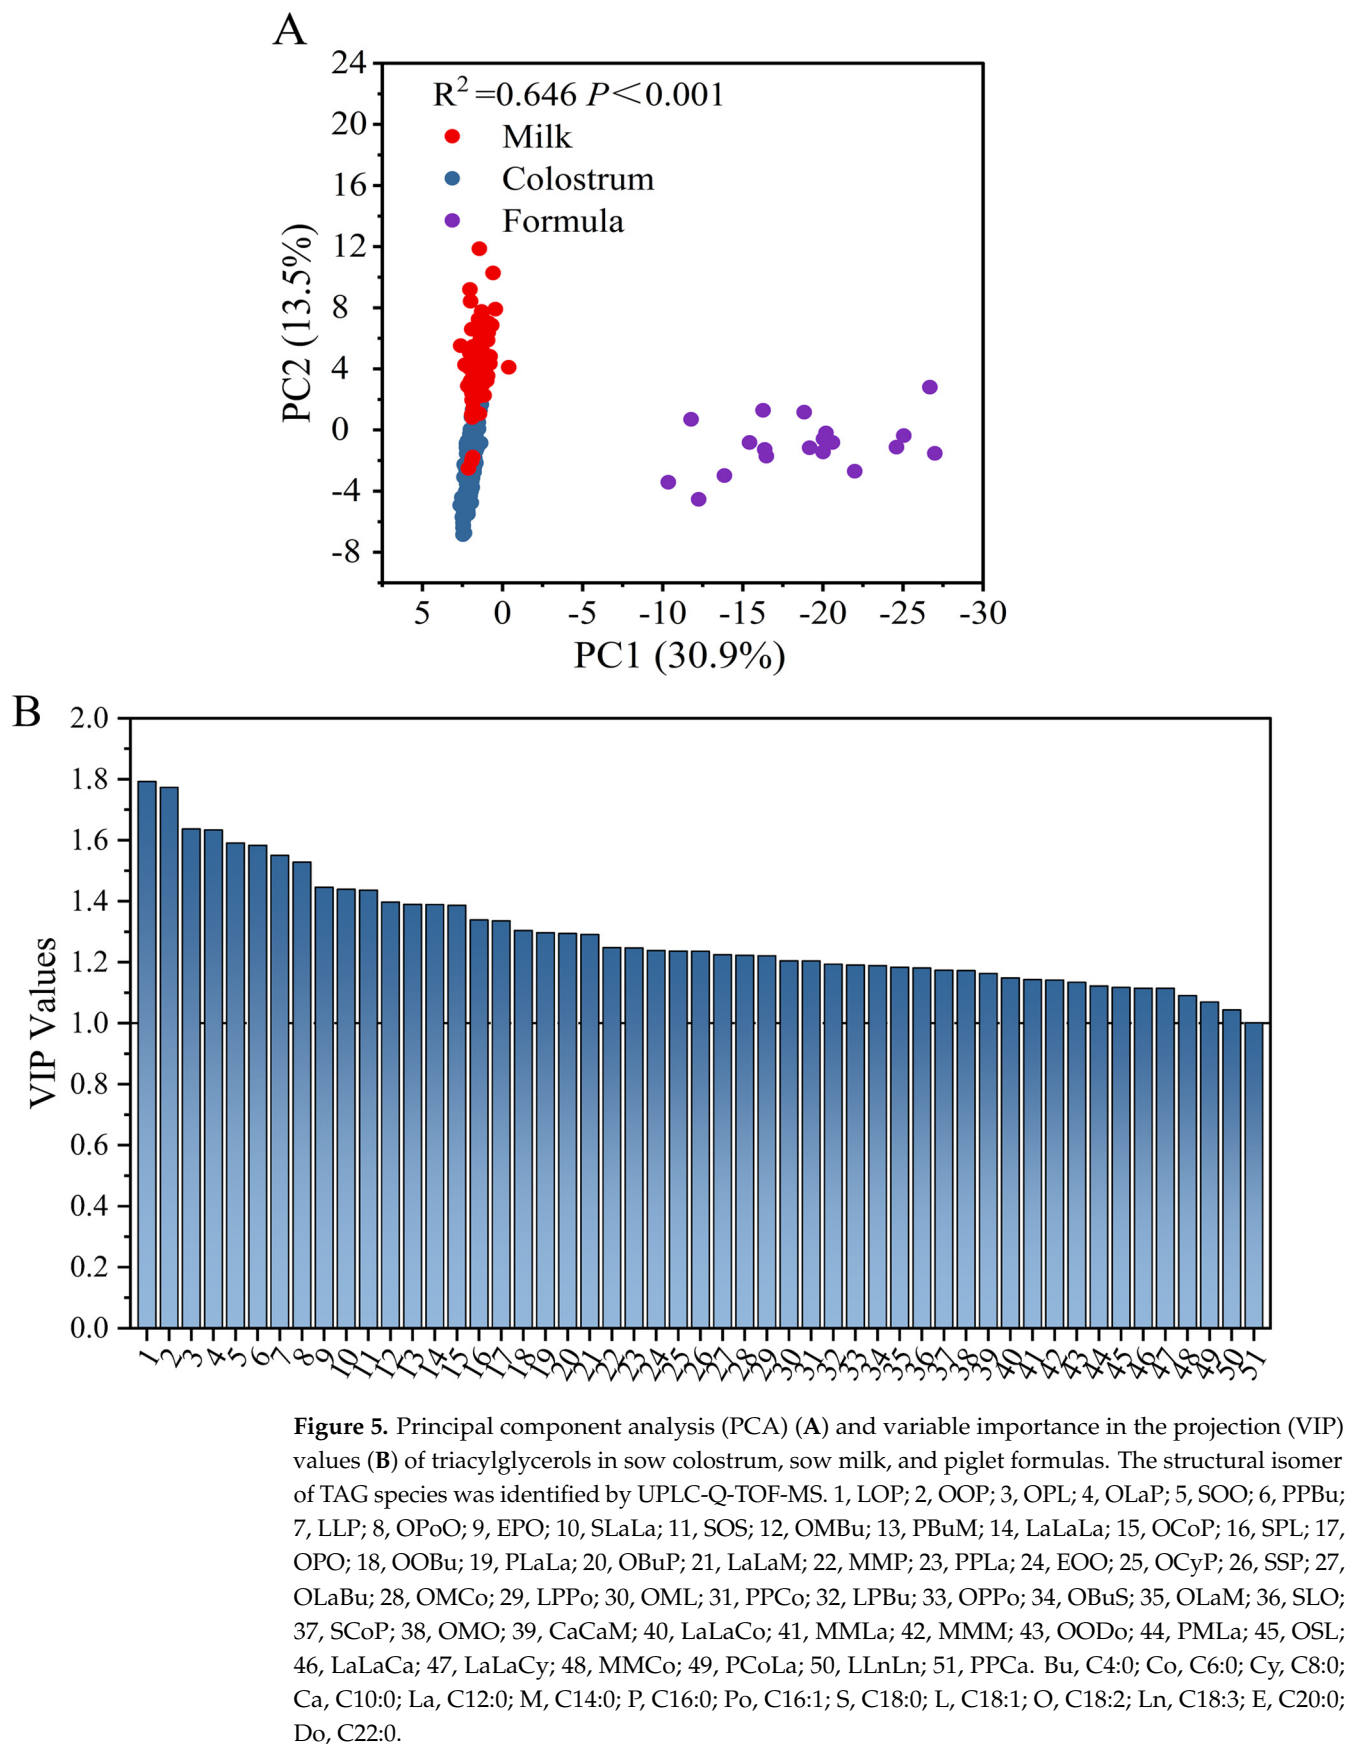 A
24
20
16
12
8
4
0
-4
-8
PC2 (13.5%)
R² =0.646 P<0.001
Milk
Colostrum
Formula
5 0 -5 -10 -15 -20 -25 -30
PC1 (30.9%)
B
2.0
1.8
1.6
1.4
1.2
1.0
0.8
0.6
0.4
0.2
0.0
VIP Values
1 2 3 4 5 6 7 8 9 10 11 12 13 14 15 16 17 18 19 20 21 22 23 24 25 26 27 28 29 30 31 32 33 34 35 36 37 38 39 40 41 42 43 44 45 46 47 48 49 50 51
Figure 5. Principal component analysis (PCA) (A) and variable importance in the projection (VIP)
values (B) of triacylglycerols in sow colostrum, sow milk, and piglet formulas. The structural isomer
of TAG species was identified by UPLC-Q-TOF-MS. 1, LOP; 2, OOP; 3, OPL; 4, OLaP; 5, SOO; 6, PPBu;
7, LLP; 8, OPoO; 9, EPO; 10, SLaLa; 11, SOS; 12, OMBu; 13, PBuM; 14, LaLaLa; 15, OCoP; 16, SPL; 17,
OPO; 18, OOBu; 19, PLaLa; 20, OBuP; 21, LaLaM; 22, MMP; 23, PPLa; 24, EOO; 25, OCyP; 26, SSP; 27,
OLaBu; 28, OMCo; 29, LPPo; 30, OML; 31, PPCo; 32, LPBu; 33, OPPo; 34, OBuS; 35, OLaM; 36, SLO;
37, SCoP; 38, OMO; 39, CaCaM; 40, LaLaCo; 41, MMLa; 42, MMM; 43, OODo; 44, PMLa; 45, OSL;
46, LaLaCa; 47, LaLaCy; 48, MMCo; 49, PCoLa; 50, LLnLn; 51, PPCa. Bu, C4:0; Co, C6:0; Cy, C8:0;
Ca, C10:0; La, C12:0; M, C14:0; P, C16:0; Po, C16:1; S, C18:0; L, C18:1; O, C18:2; Ln, C18:3; E, C20:0;
Do, C22:0.